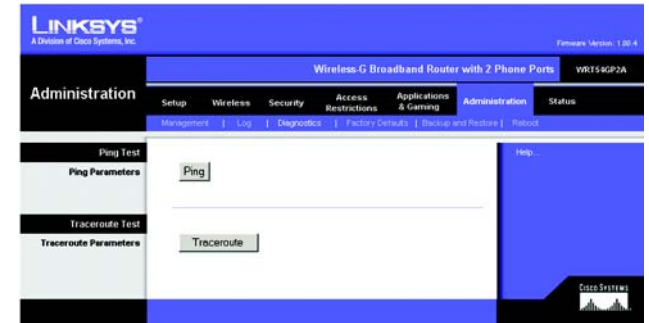 LINKSYS®
A Division of Cisco Systems, Inc.
Firmware Version: 1.00.4
Wireless-G Broadband Router with 2 Phone Ports WRT54GP2A
Administration
Setup Wireless Security Access Restrictions Applications & Gaming Administration Status
Management | Log | Diagnostics | Factory Defaults | Backup and Restore | Reboot
Ping Test
Ping Parameters Ping
Help...
Traceroute Test
Traceroute Parameters Traceroute
CISCO SYSTEMS